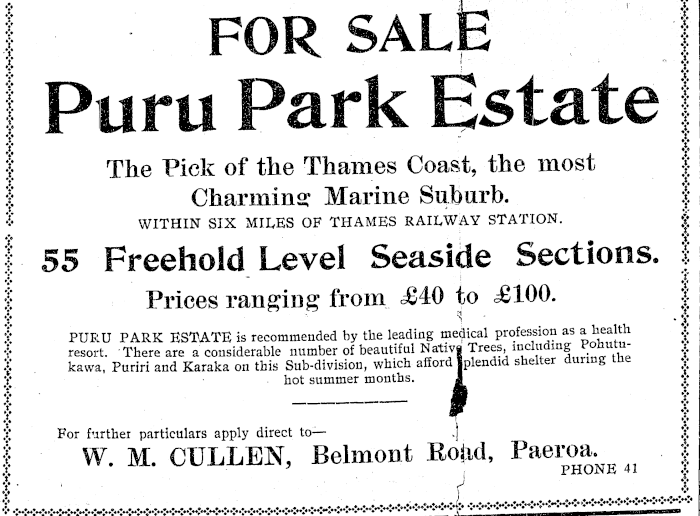 FOR SALE
Puru Park Estate
The Pick of the Thames Coast, the most
Charming Marine Suburb.
WITHIN SIX MILES OF THAMES RAILWAY STATION.
55 Freehold Level Seaside Sections.
Prices ranging from £40 to £100.
PURU PARK ESTATE is recommended by the leading medical profession as a health
resort. There are a considerable number of beautiful Native Trees, including Pohutu-
kawa, Puriri and Karaka on this Sub-division, which afford splendid shelter during the
hot summer months.
For further particulars apply direct to—
W. M. CULLEN, Belmont Road, Paeroa.
PHONE 41